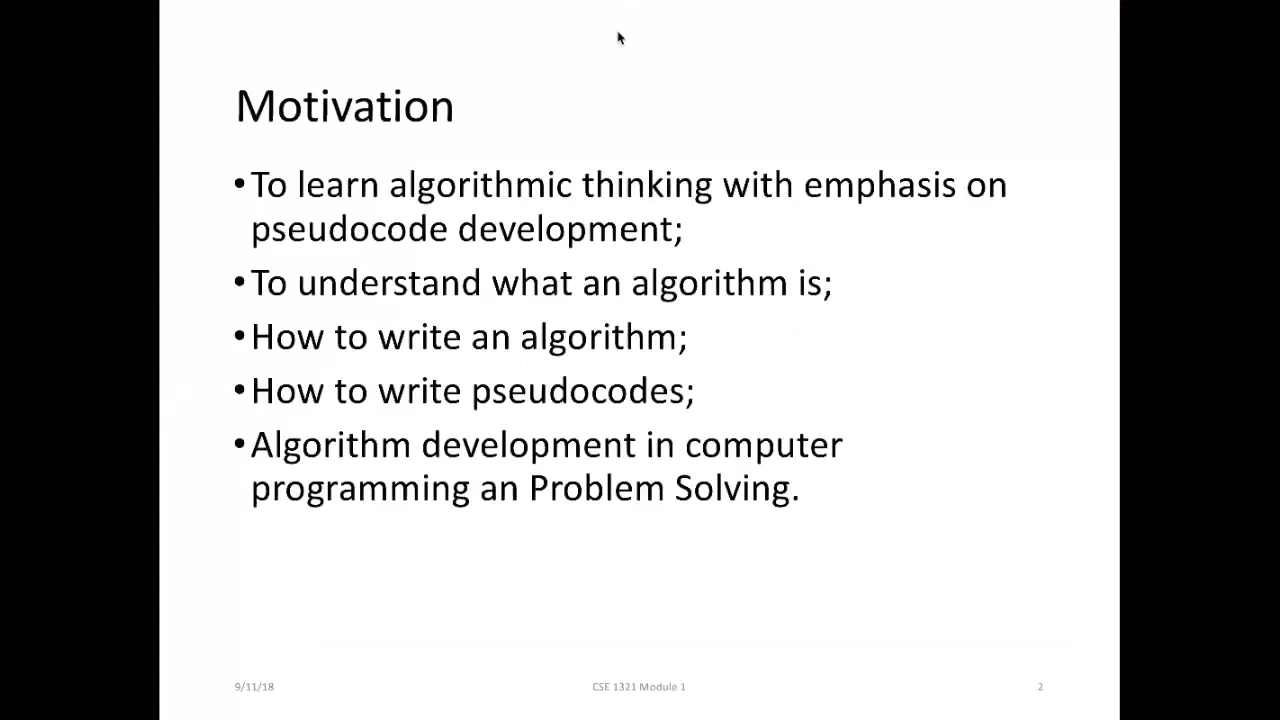 Motivation
•To learn algorithmic thinking with emphasis on
pseudocode development;
•To understand what an algorithm is;
•How to write an algorithm;
•How to write pseudocodes;
•Algorithm development in computer
programming an Problem Solving.
9/11/18
CSE 1321 Module 1
2